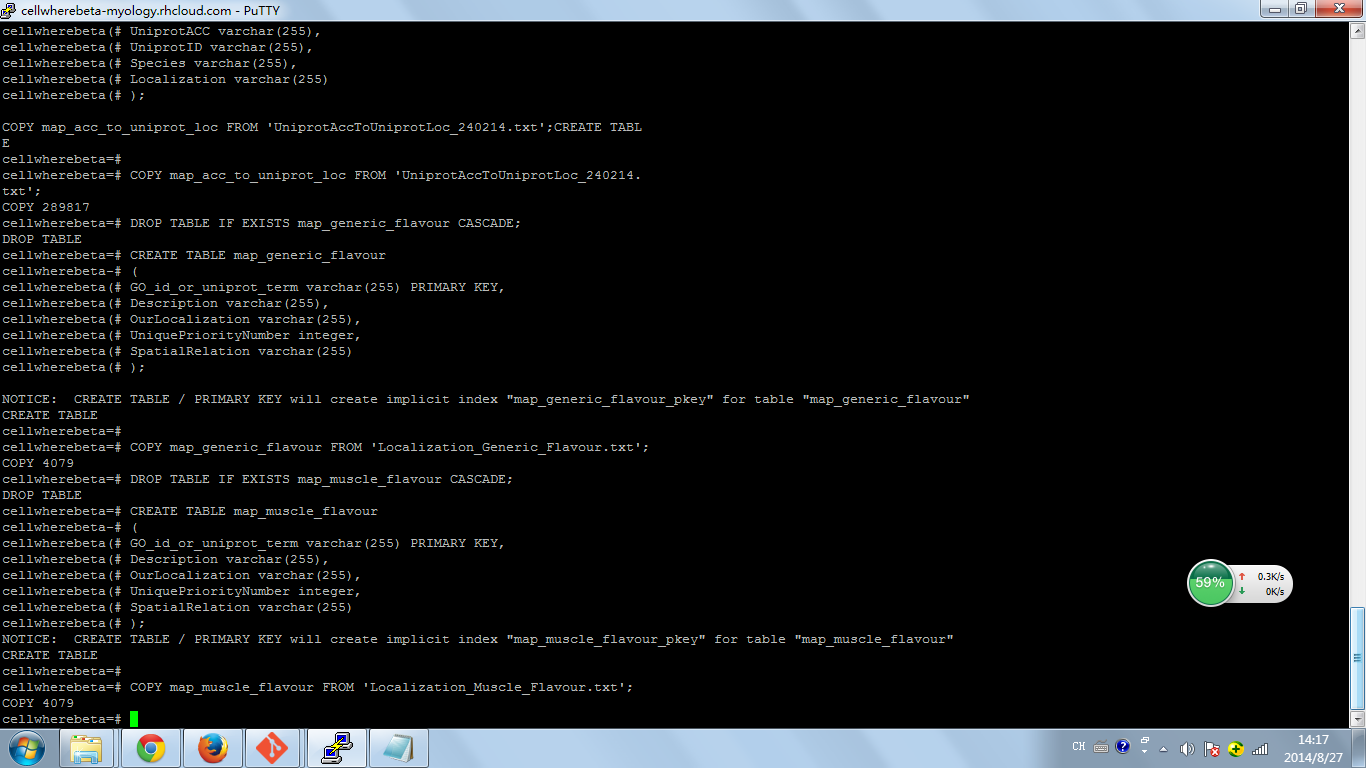 cellwherebeta-myology.rhcloud.com - PuTTY
cellwherebeta(# UniprotACC varchar(255),
cellwherebeta(# UniprotID varchar(255),
cellwherebeta(# Species varchar(255),
cellwherebeta(# Localization varchar(255)
cellwherebeta(# );
COPY map_acc_to_uniprot_loc FROM 'UniprotAccToUniprotLoc_240214.txt';CREATE TABL
E
cellwherebeta=#
cellwherebeta=# COPY map_acc_to_uniprot_loc FROM 'UniprotAccToUniprotLoc_240214.
txt';
COPY 289817
cellwherebeta=# DROP TABLE IF EXISTS map_generic_flavour CASCADE;
DROP TABLE
cellwherebeta=# CREATE TABLE map_generic_flavour
cellwherebeta-# (
cellwherebeta(# GO_id_or_uniprot_term varchar(255) PRIMARY KEY,
cellwherebeta(# Description varchar(255),
cellwherebeta(# OurLocalization varchar(255),
cellwherebeta(# UniquePriorityNumber integer,
cellwherebeta(# SpatialRelation varchar(255)
cellwherebeta(# );
NOTICE:  CREATE TABLE / PRIMARY KEY will create implicit index "map_generic_flavour_pkey" for table "map_generic_flavour"
CREATE TABLE
cellwherebeta=#
cellwherebeta=# COPY map_generic_flavour FROM 'Localization_Generic_Flavour.txt';
COPY 4079
cellwherebeta=# DROP TABLE IF EXISTS map_muscle_flavour CASCADE;
DROP TABLE
cellwherebeta=# CREATE TABLE map_muscle_flavour
cellwherebeta-# (
cellwherebeta(# GO_id_or_uniprot_term varchar(255) PRIMARY KEY,
cellwherebeta(# Description varchar(255),
cellwherebeta(# OurLocalization varchar(255),
cellwherebeta(# UniquePriorityNumber integer,
cellwherebeta(# SpatialRelation varchar(255)
cellwherebeta(# );
NOTICE:  CREATE TABLE / PRIMARY KEY will create implicit index "map_muscle_flavour_pkey" for table "map_muscle_flavour"
CREATE TABLE
cellwherebeta=#
cellwherebeta=# COPY map_muscle_flavour FROM 'Localization_Muscle_Flavour.txt';
COPY 4079
cellwherebeta=#
59%
0.3K/s
0K/s
CH
14:17
2014/8/27